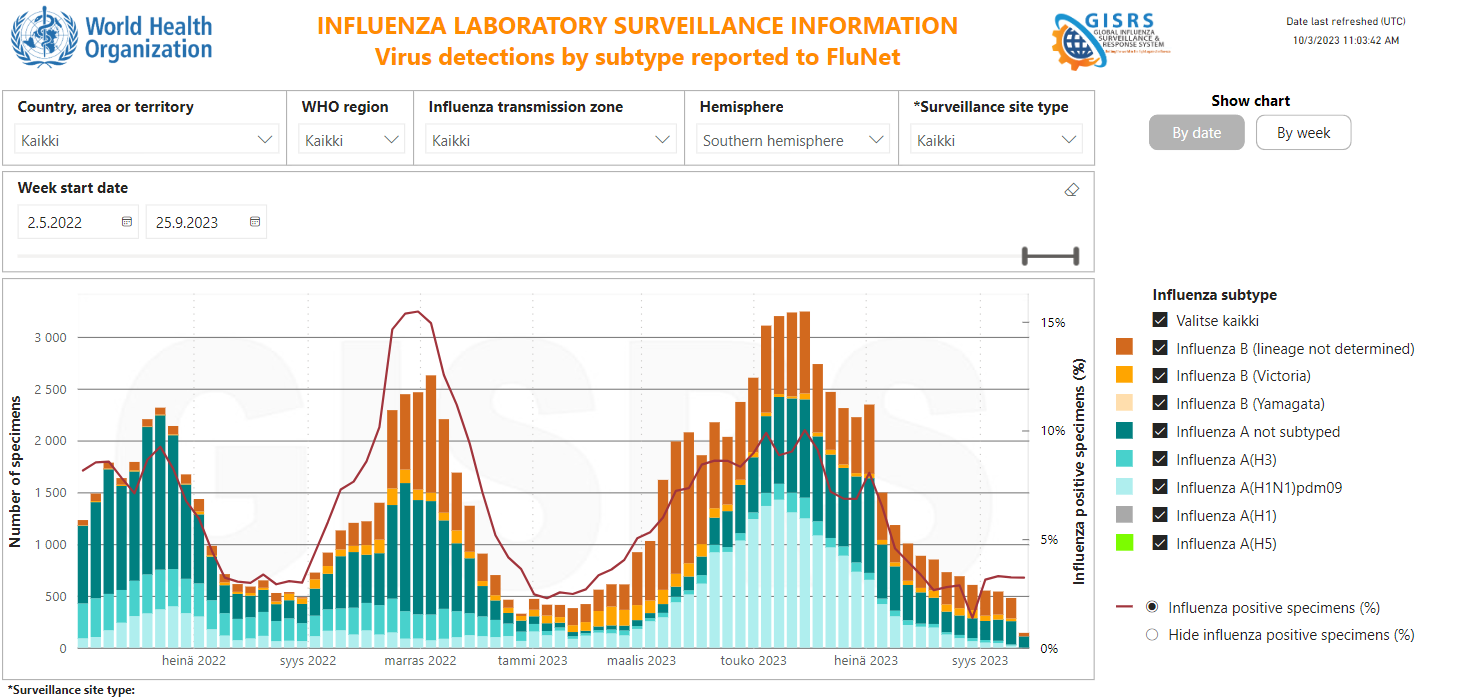 World Health
Organization
INFLUENZA LABORATORY SURVEILLANCE INFORMATION
Virus detections by subtype reported to FluNet
GISRS
GLOBAL INFLUENZA
SURVEILLANCE &
RESPONSE SYSTEM
Date last refreshed (UTC)
10/3/2023 11:03:42 AM
Country, area or territory
Kaikki
WHO region
Kaikki
Influenza transmission zone
Kaikki
Hemisphere
Southern hemisphere
*Surveillance site type
Kaikki
Show chart
By date
By week
Week start date
2.5.2022
25.9.2023
GISRS
Number of specimens
3 000
2 500
2 000
1 500
1 000
500
0
heinä 2022
syys 2022
marras 2022
tammi 2023
maalis 2023
touko 2023
heinä 2023
syys 2023
15%
10%
5%
0%
Influenza positive specimens (%)
Influenza subtype
Valitse kaikki
Influenza B (lineage not determined)
Influenza B (Victoria)
Influenza B (Yamagata)
Influenza A not subtyped
Influenza A(H3)
Influenza A(H1N1)pdm09
Influenza A(H1)
Influenza A(H5)
Influenza positive specimens (%)
Hide influenza positive specimens (%)
*Surveillance site type: